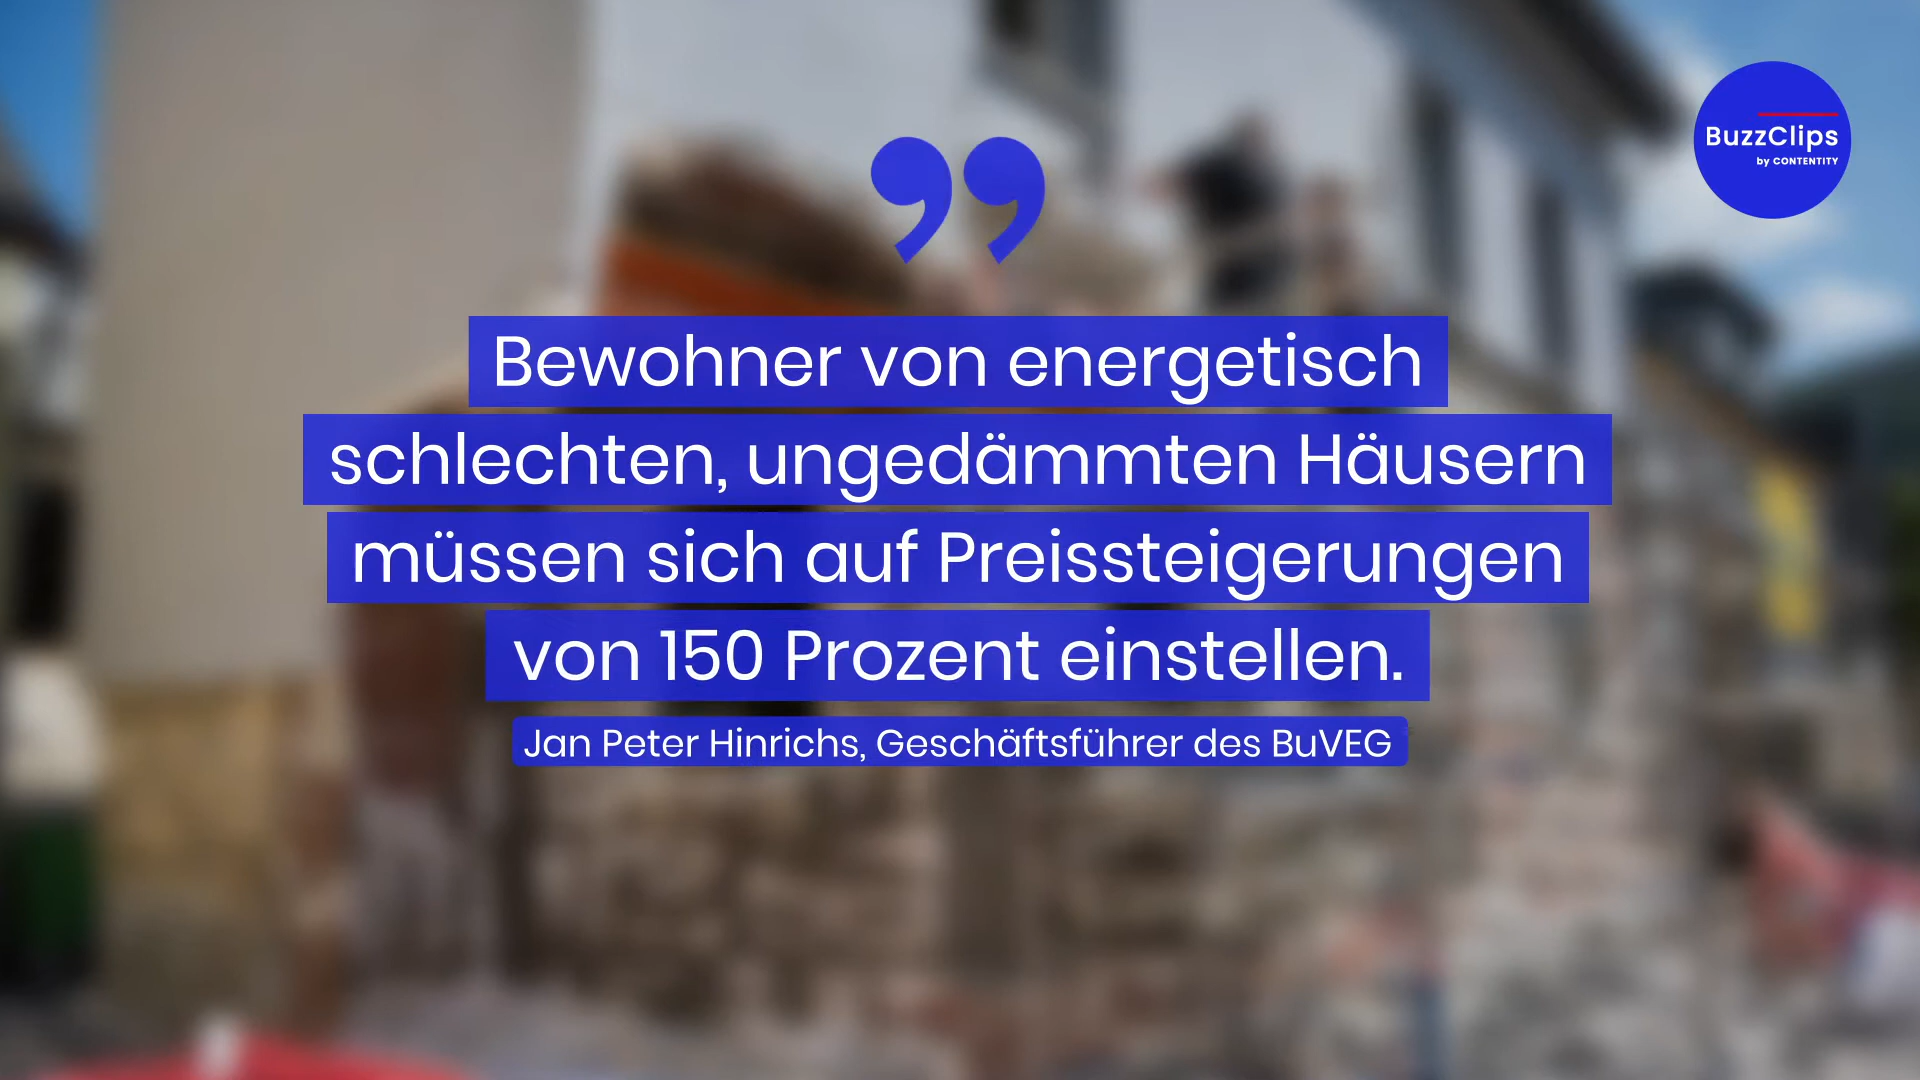 BuzzClips
by CONTENTITY
”
Bewohner von energetisch
schlechten, ungedämmten Häusern
müssen sich auf Preissteigerungen
von 150 Prozent einstellen.
Jan Peter Hinrichs, Geschäftsführer des BuVEG